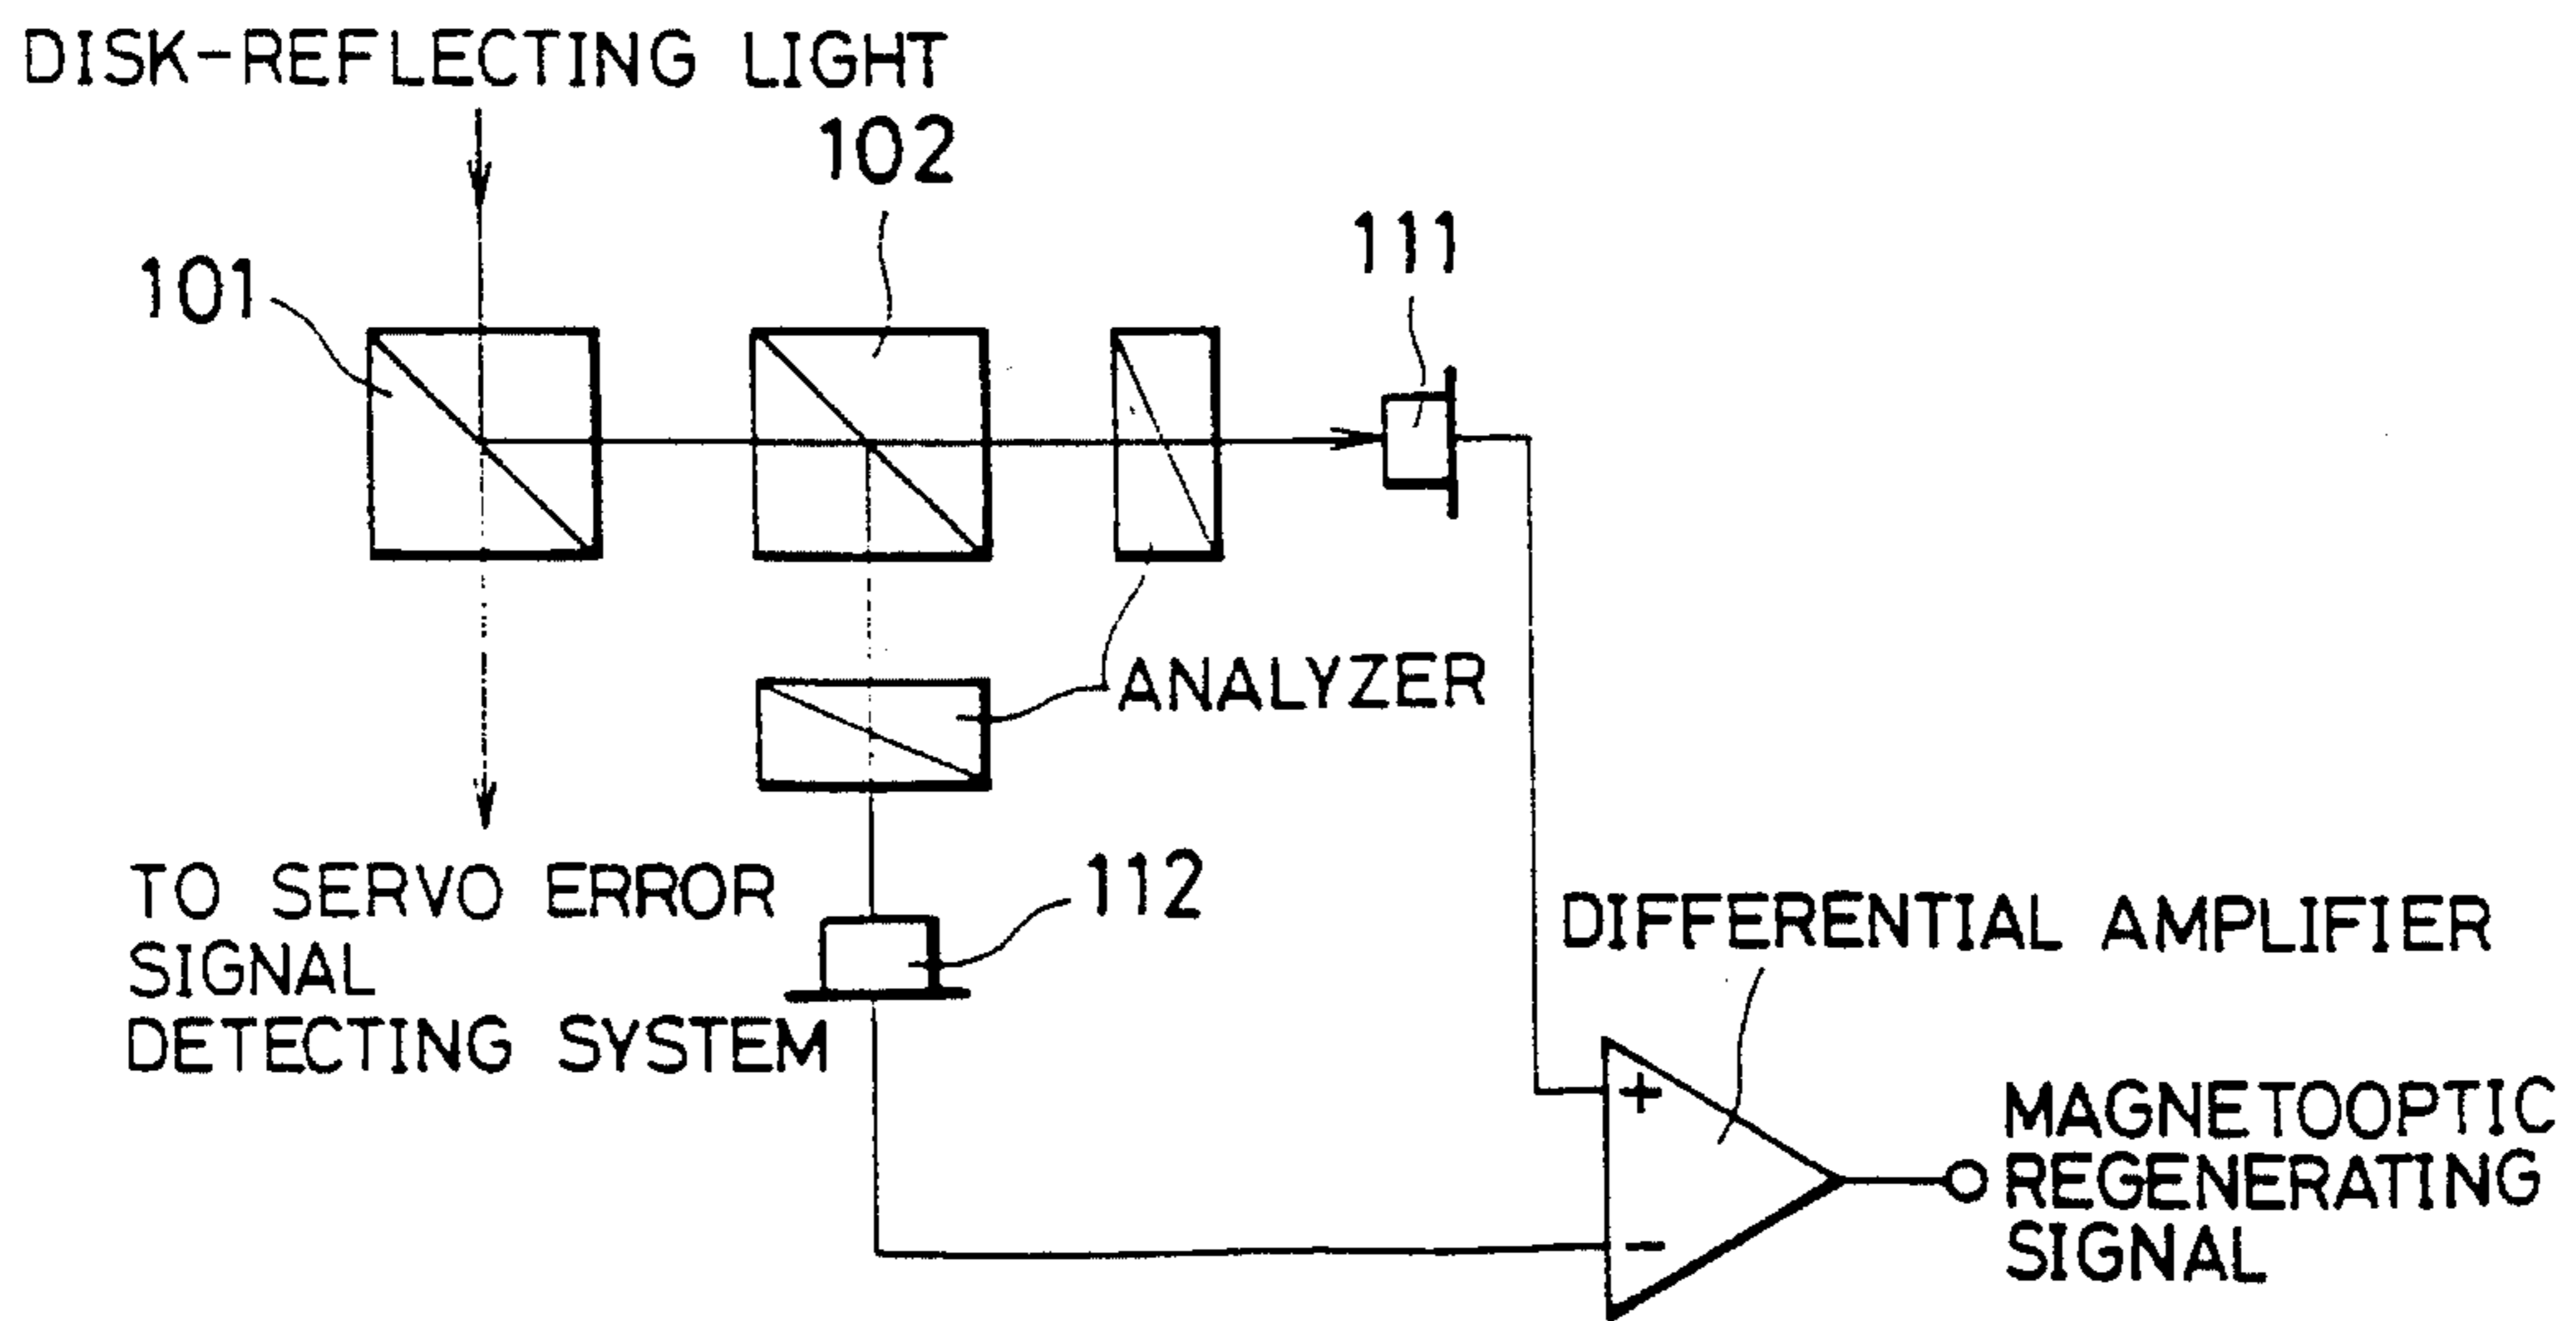 DISK-REFLECTING LIGHT
102
111
101
ANALYZER
112
TO SERVO ERROR
SIGNAL
DETECTING SYSTEM
DIFFERENTIAL AMPLIFIER
+
-
MAGNETOOPTIC
REGENERATING
SIGNAL